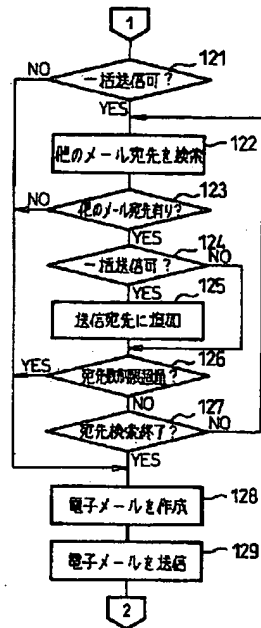 1
121
一括送信可?
NO
YES
122
他のメール宛先を検索
123
他のメール宛先有り?
NO
YES
124
一括送信可?
NO
YES
125
送信宛先に追加
126
宛先数制限超過?
YES
NO
127
宛先検索終了?
NO
YES
128
電子メールを作成
129
電子メールを送信
2